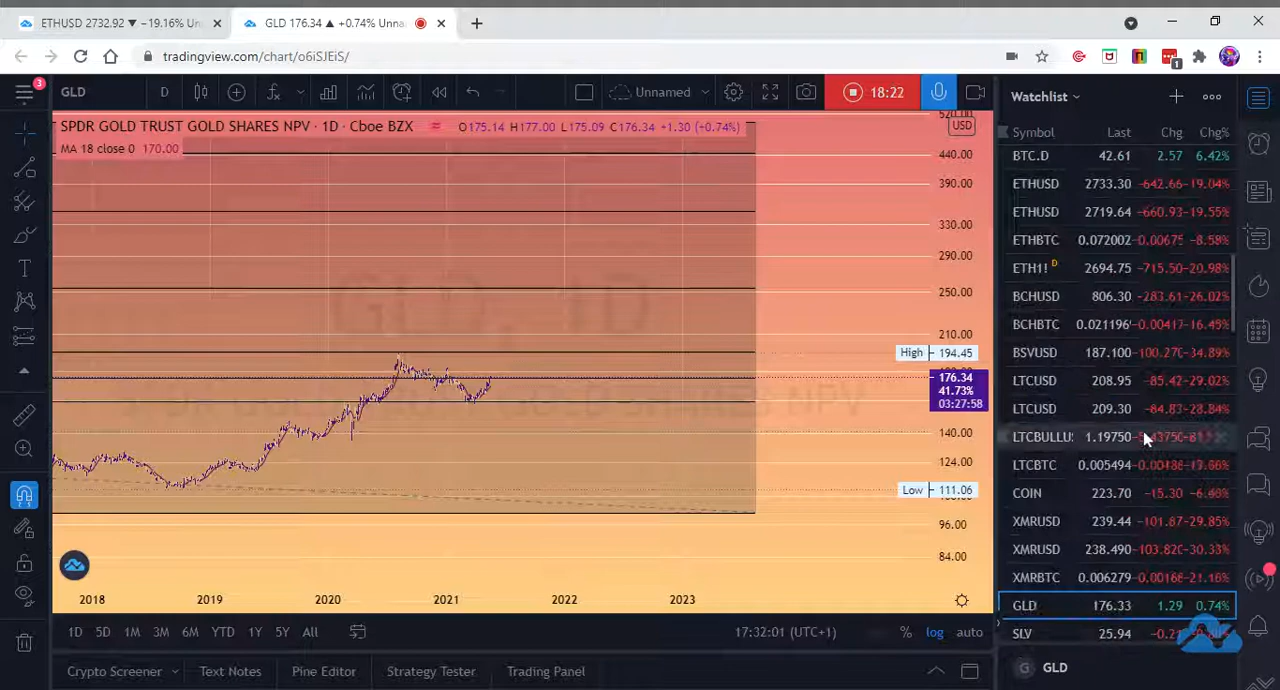 ETHUSD 2732.92 ▼ −19.16% Un
GLD 176.34 ▲ +0.74% Unna
tradingview.com/chart/o6iSJEiS/
1
3
GLD
D
Unnamed
18:22
Watchlist
SPDR GOLD TRUST GOLD SHARES NPV · 1D · Cboe BZX
O175.14 H177.00 L175.09 C176.34 +1.30 (+0.74%)
USD
MA 18 close 0 170.00
Symbol Last Chg Chg%
BTC.D 42.61 2.57 6.42%
ETHUSD 2733.30 −642.66 −19.04%
ETHUSD 2719.64 −660.93 −19.55%
ETHBTC 0.072002 −0.00675 −8.58%
ETH1! D 2694.75 −715.50 −20.98%
BCHUSD 806.30 −283.61 −26.02%
BCHBTC 0.021196 −0.00417 −16.45%
BSVUSD 187.100 −100.270 −34.89%
LTCUSD 208.95 −85.42 −29.02%
LTCUSD 209.30 −84.83 −28.84%
LTCBULLU 1.19750
LTCBTC 0.005494 −0.00188
COIN 223.70 −15.30 −6.40%
XMRUSD 239.44 −101.87 −29.85%
XMRUSD 238.490 −103.820 −30.33%
XMRBTC 0.006279 −0.00168 −21.16%
GLD 176.33 1.29 0.74%
SLV 25.94
GLD
520.00
440.00
390.00
330.00
290.00
250.00
210.00
High 194.45
176.34
41.73%
03:27:58
140.00
124.00
Low 111.06
96.00
84.00
GLD, 1D
2018 2019 2020 2021 2022 2023
1D 5D 1M 3M 6M YTD 1Y 5Y All
17:32:01 (UTC+1) % log auto
Crypto Screener Text Notes Pine Editor Strategy Tester Trading Panel